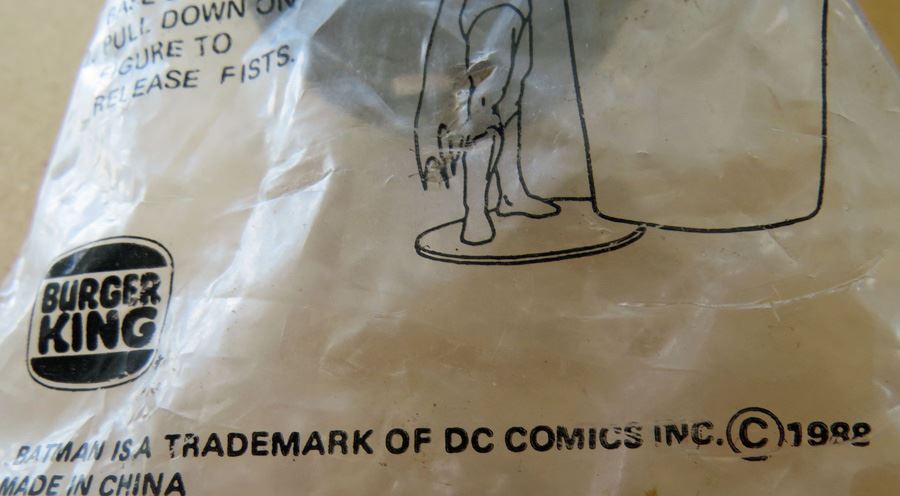 PULL DOWN ON
FIGURE TO
RELEASE FISTS.
BURGER
KING
BATMAN IS A TRADEMARK OF DC COMICS INC. © 1988
MADE IN CHINA